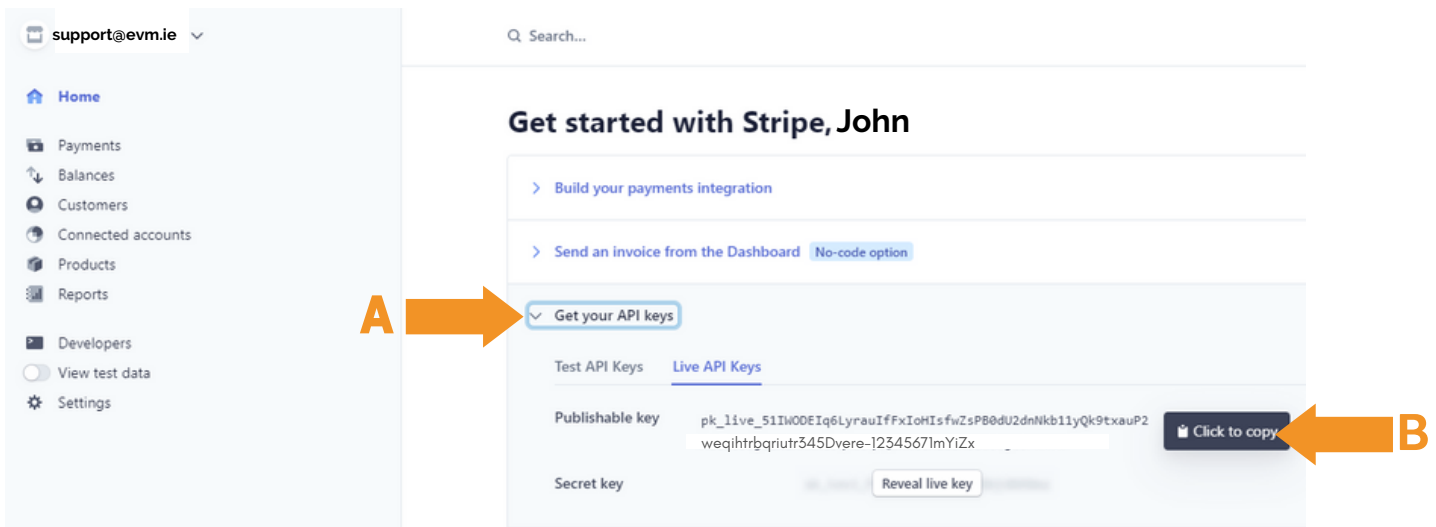 support@evm.ie
Search...
Home
Get started with Stripe, John
Payments
Balances
Customers
Connected accounts
Products
Reports
Developers
View test data
Settings
Build your payments integration
Send an invoice from the Dashboard No-code option
A
Get your API keys
Test API Keys Live API Keys
Publishable key pk_live_51IWODEIq6LyrauIfFxIoHIsfwZsPB0dU2dnNkb11yQk9txauP2
weqihtrbqriutr345Dvere-12345671mYiZx
Click to copy
B
Secret key Reveal live key